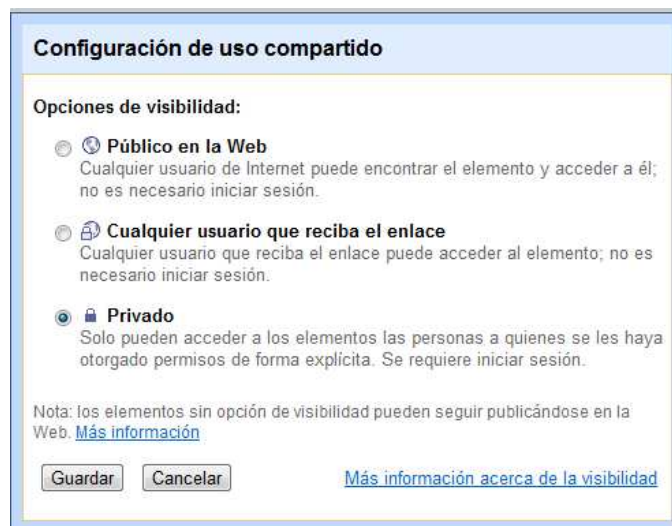 Configuración de uso compartido
Opciones de visibilidad:
Público en la Web
Cualquier usuario de Internet puede encontrar el elemento y acceder a él;
no es necesario iniciar sesión.
Cualquier usuario que reciba el enlace
Cualquier usuario que reciba el enlace puede acceder al elemento; no es
necesario iniciar sesión.
Privado
Solo pueden acceder a los elementos las personas a quienes se les haya
otorgado permisos de forma explícita. Se requiere iniciar sesión.
Nota: los elementos sin opción de visibilidad pueden seguir publicándose en la
Web. Más información
Guardar Cancelar Más información acerca de la visibilidad